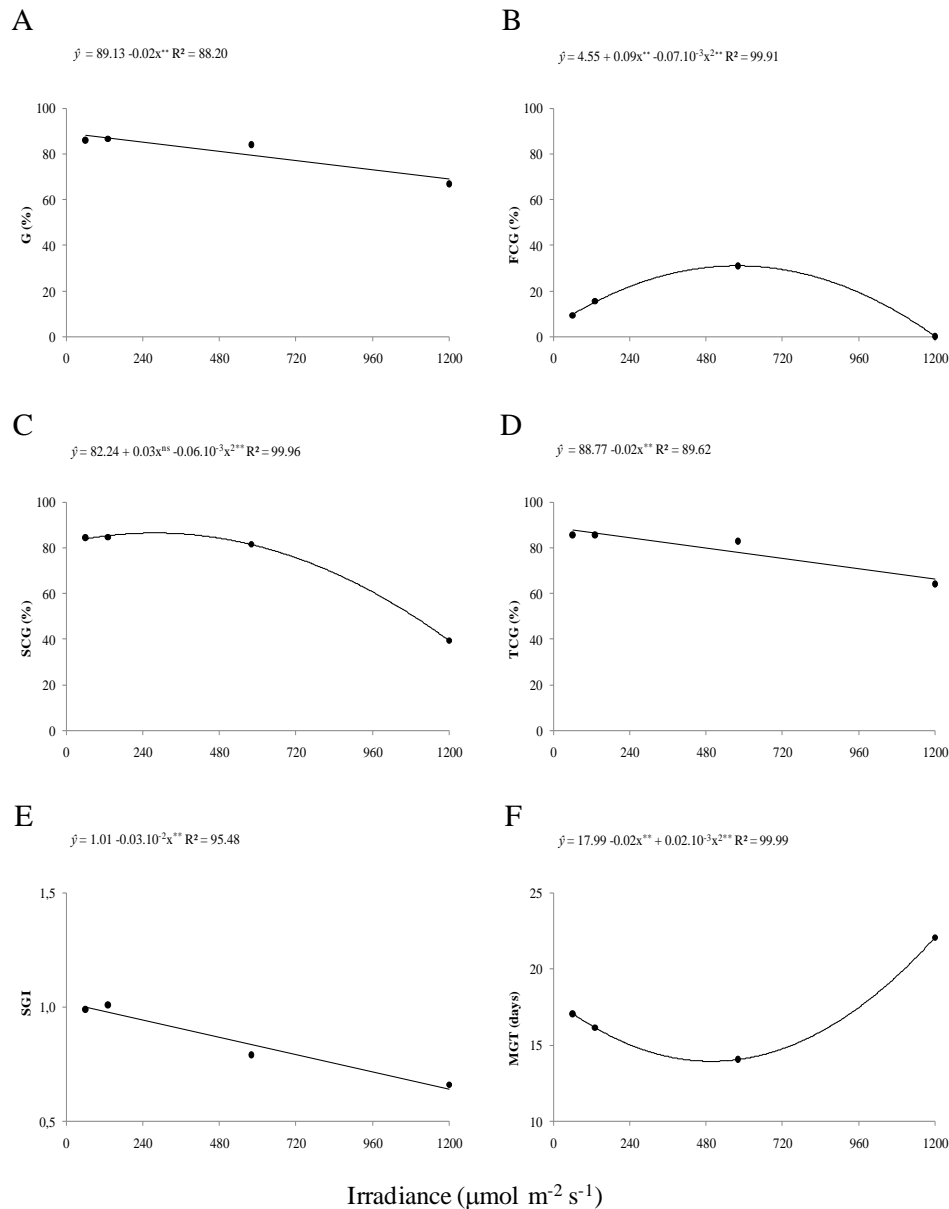 A
B
ŷ = 89.13 -0.02x** R² = 88.20
ŷ = 4.55 + 0.09x** -0.07.10⁻³x²** R² = 99.91
100
80
60
40
20
0
G (%)
0 240 480 720 960 1200
100
80
60
40
20
0
FCG (%)
0 240 480 720 960 1200
C
D
ŷ = 82.24 + 0.03xⁿˢ -0.06.10⁻³x²** R² = 99.96
ŷ = 88.77 -0.02x** R² = 89.62
100
80
60
40
20
0
SCG (%)
0 240 480 720 960 1200
100
80
60
40
20
0
TCG (%)
0 240 480 720 960 1200
E
F
ŷ = 1.01 -0.03.10⁻²x** R² = 95.48
ŷ = 17.99 -0.02x** + 0.02.10⁻³x²** R² = 99.99
1,5
1,0
0,5
SGI
0 240 480 720 960 1200
25
20
15
10
MGT (days)
0 240 480 720 960 1200
Irradiance (μmol m⁻² s⁻¹)